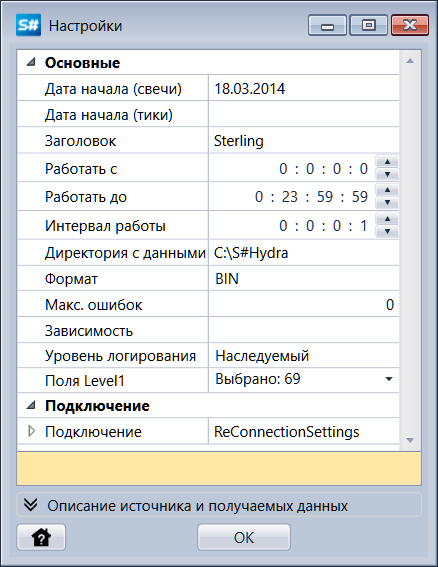 S# Настройки
Основные
Дата начала (свечи) 18.03.2014
Дата начала (тики)
Заголовок Sterling
Работать с 0 : 0 : 0 : 0
Работать до 0 : 23 : 59 : 59
Интервал работы 0 : 0 : 0 : 1
Директория с данными C:\S#Hydra
Формат BIN
Макс. ошибок 0
Зависимость
Уровень логирования Наследуемый
Поля Level1 Выбрано: 69
Подключение
Подключение ReConnectionSettings
Описание источника и получаемых данных
? OK